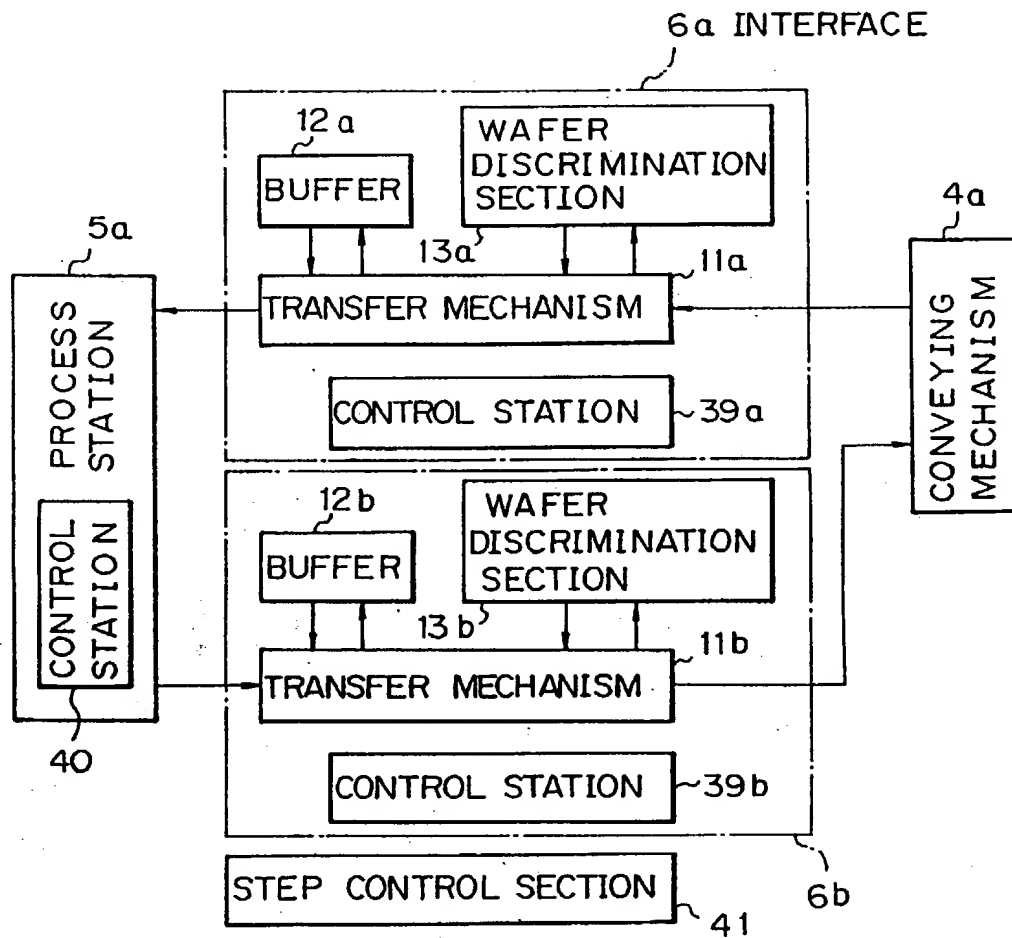 6a INTERFACE
12a
BUFFER
WAFER
DISCRIMINATION
SECTION
13a
4a
5a
11a
TRANSFER MECHANISM
CONVEYING
MECHANISM
PROCESS
STATION
CONTROL STATION
39a
12b
BUFFER
WAFER
DISCRIMINATION
SECTION
13b
CONTROL
STATION
11b
TRANSFER MECHANISM
40
CONTROL STATION
39b
STEP CONTROL SECTION
6b
41